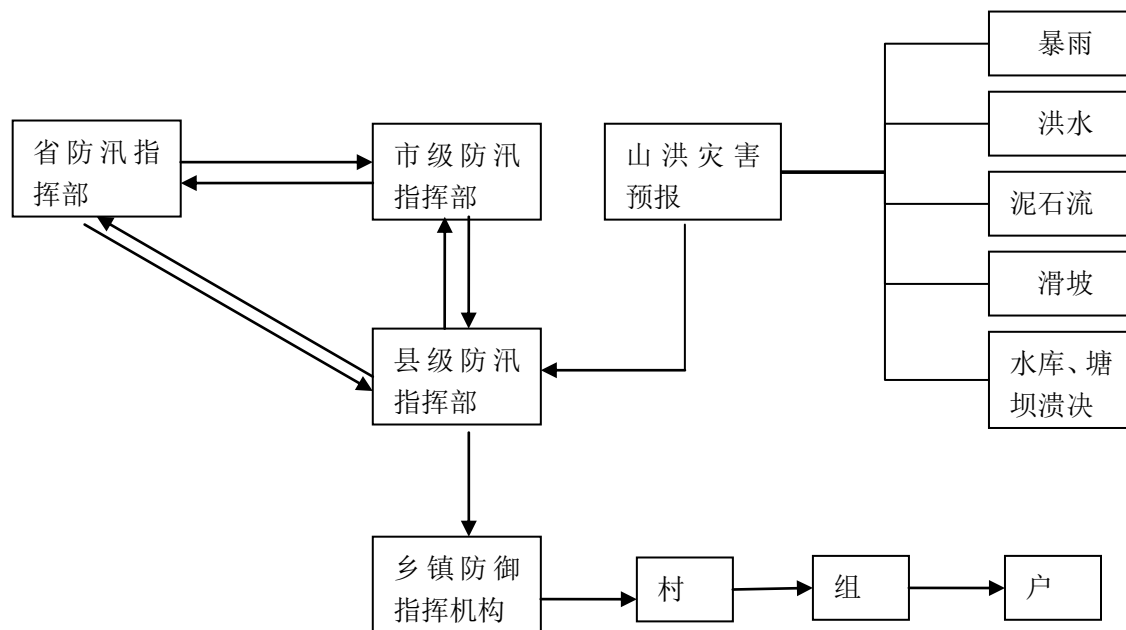 暴雨
洪水
省防汛指
挥部
市级防汛
指挥部
山洪灾害
预报
泥石流
滑坡
县级防汛
指挥部
水库、塘
坝溃决
乡镇防御
指挥机构
村
组
户